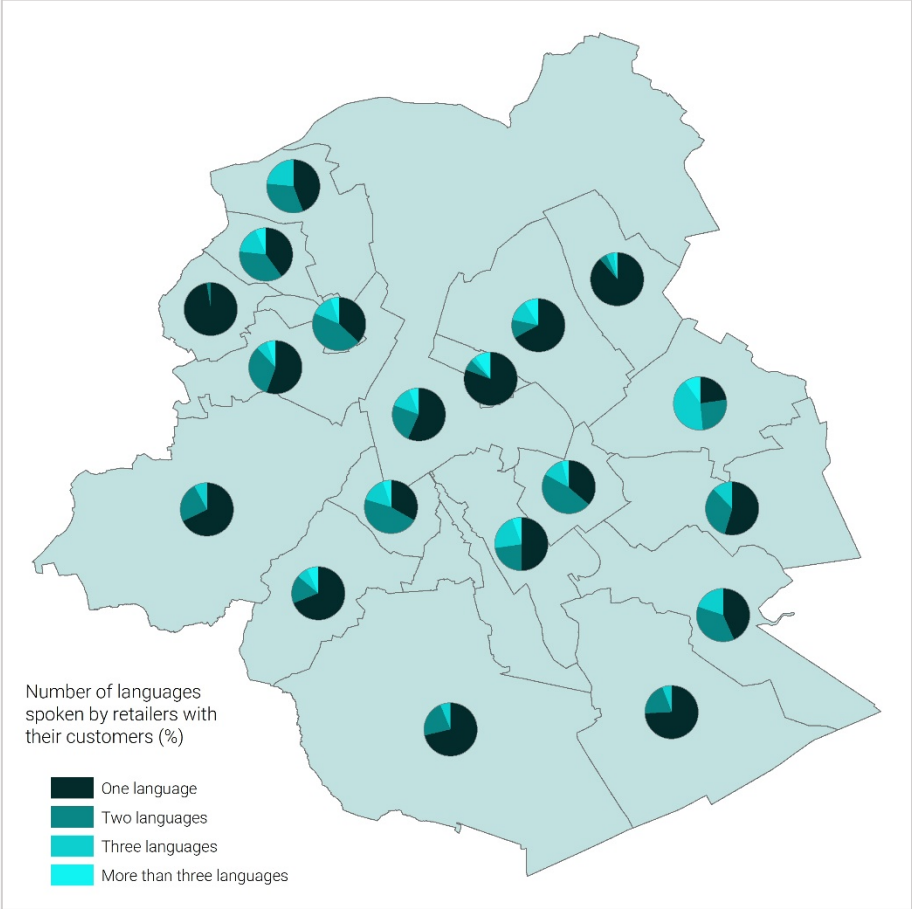 Number of languages
spoken by retailers with
their customers (%)
One language
Two languages
Three languages
More than three languages